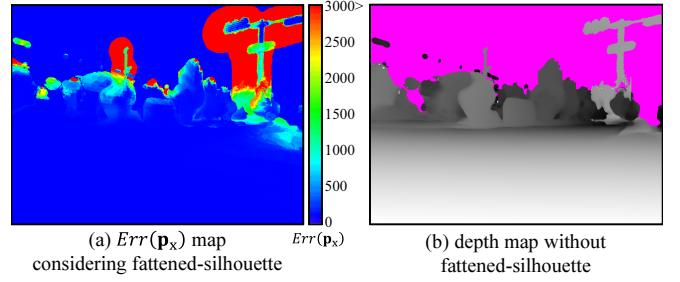 3000>
2500
2000
1500
1000
500
0
Err(𝐩ₓ)
(a) Err(𝐩ₓ) map
considering fattened-silhouette
(b) depth map without
fattened-silhouette